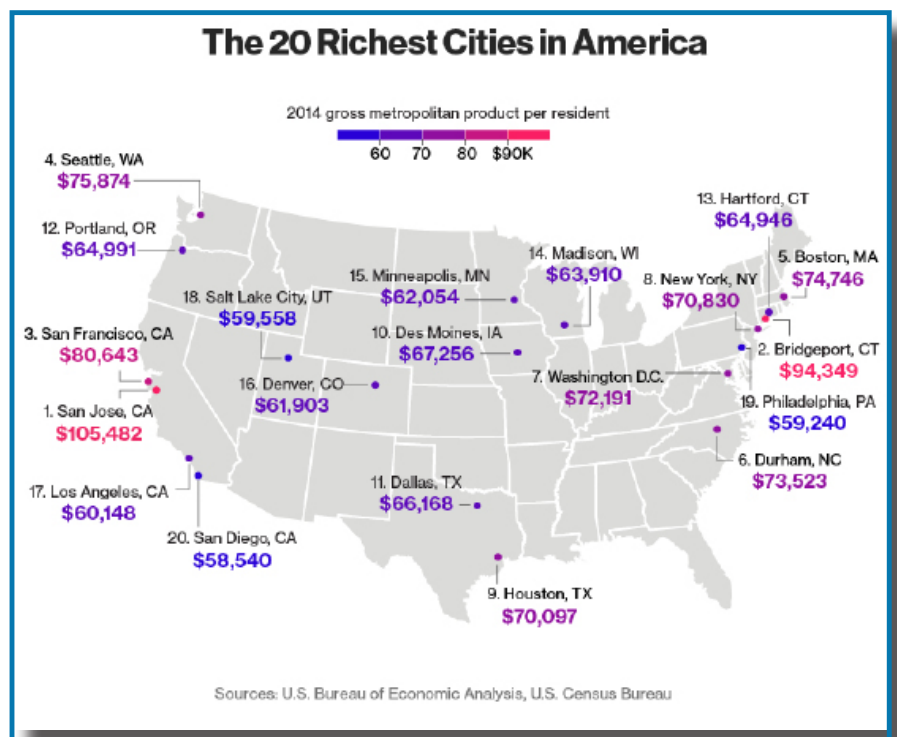 The 20 Richest Cities in America
2014 gross metropolitan product per resident
60 70 80 $90K
4. Seattle, WA
$75,874
13. Hartford, CT
$64,946
12. Portland, OR
$64,991
14. Madison, WI
$63,910
5. Boston, MA
$74,746
15. Minneapolis, MN
$62,054
8. New York, NY
$70,830
18. Salt Lake City, UT
$59,558
3. San Francisco, CA
$80,643
10. Des Moines, IA
$67,256
2. Bridgeport, CT
$94,349
7. Washington D.C.
$72,191
16. Denver, CO
$61,903
1. San Jose, CA
$105,482
19. Philadelphia, PA
$59,240
6. Durham, NC
$73,523
11. Dallas, TX
$66,168
17. Los Angeles, CA
$60,148
20. San Diego, CA
$58,540
9. Houston, TX
$70,097
Sources: U.S. Bureau of Economic Analysis, U.S. Census Bureau